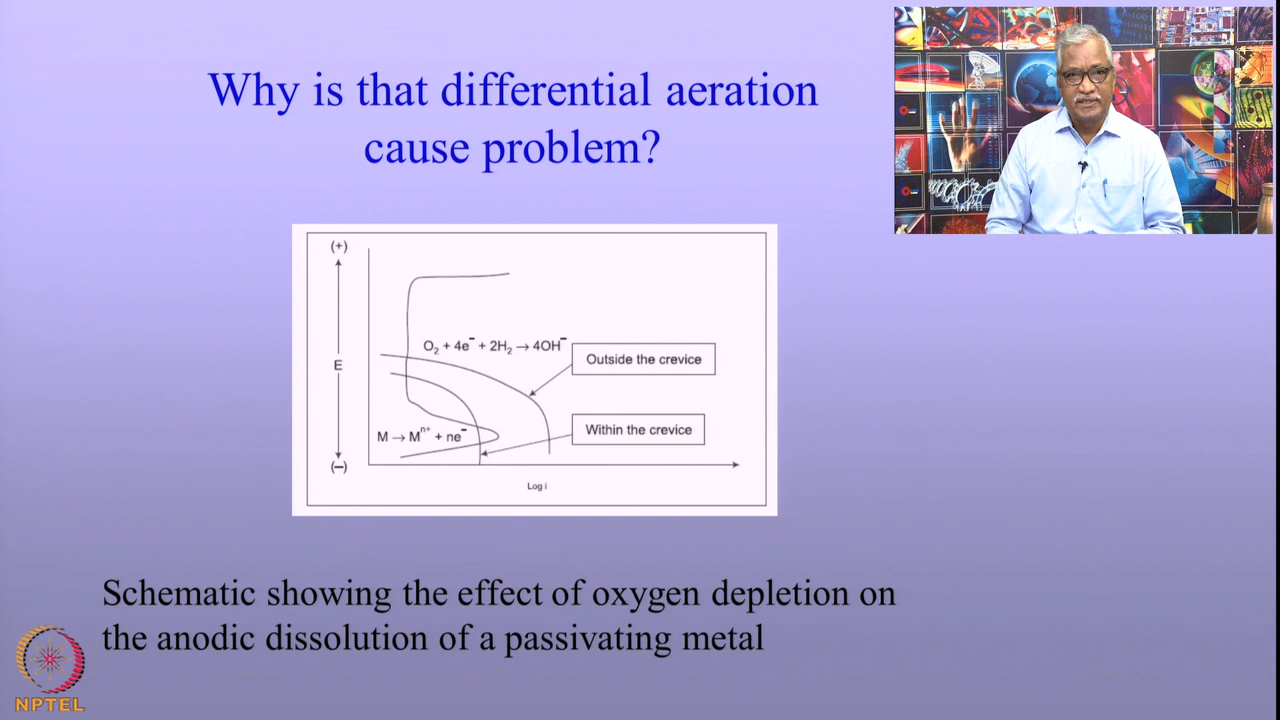 Why is that differential aeration
cause problem?
(+)
E
(–)
O₂ + 4e⁻ + 2H₂ → 4OH⁻
Outside the crevice
M → Mⁿ⁺ + ne⁻
Within the crevice
Log i
Schematic showing the effect of oxygen depletion on
the anodic dissolution of a passivating metal
NPTEL